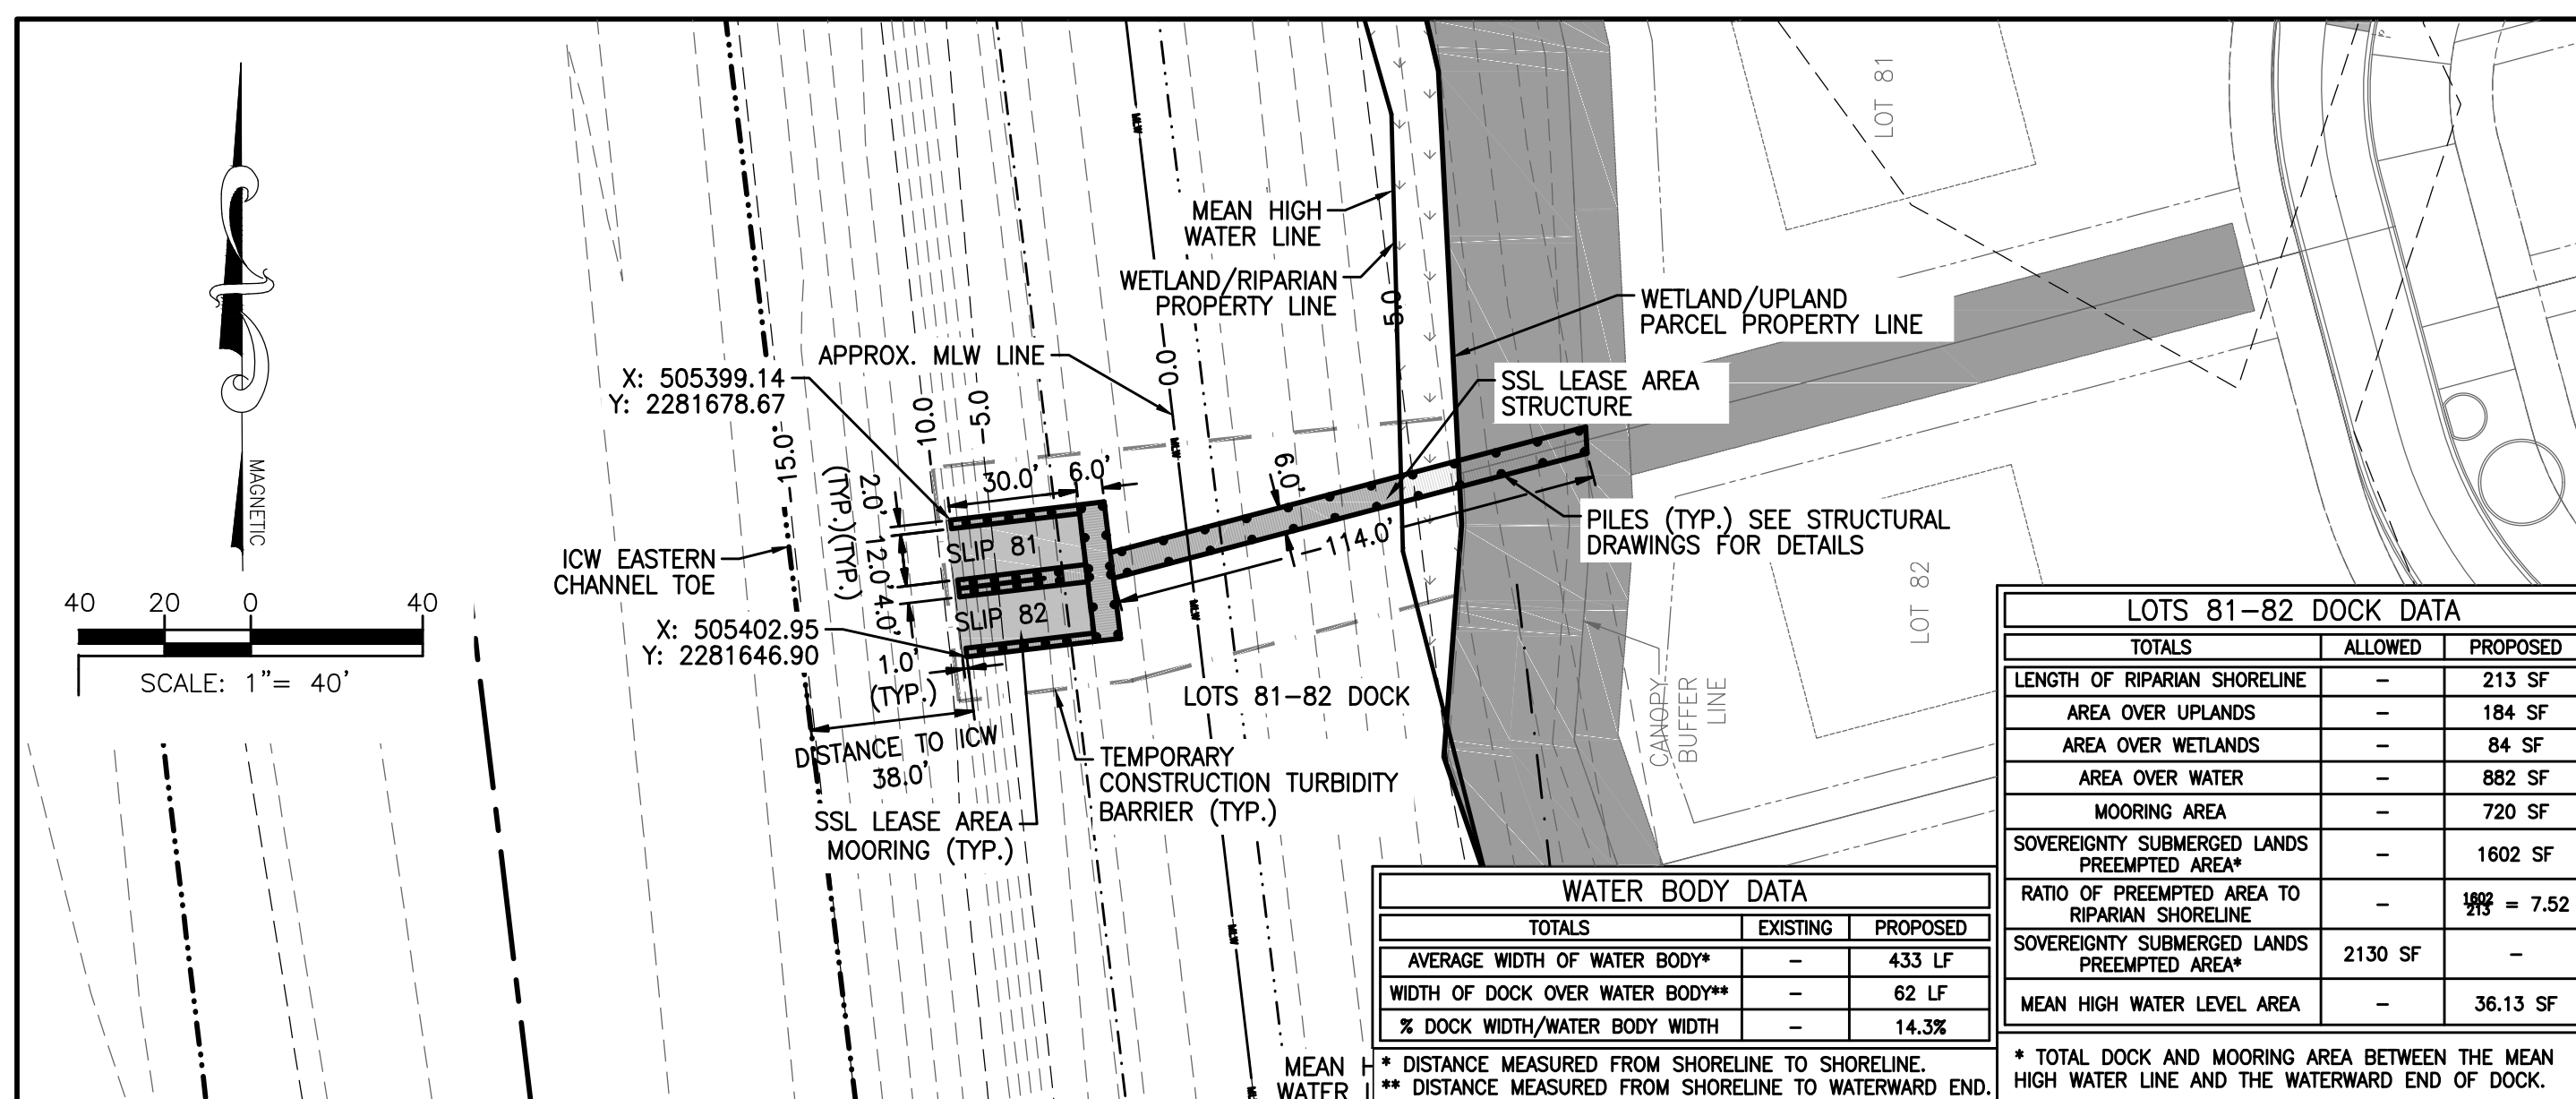 LOT 81
MEAN HIGH
WATER LINE
WETLAND/RIPARIAN
PROPERTY LINE
5.0
WETLAND/UPLAND
PARCEL PROPERTY LINE
APPROX. MLW LINE
0.0
MLW
MLW
MLW
MLW
MLW
X: 505399.14
Y: 2281678.67
SSL LEASE AREA
STRUCTURE
-15.0
-10.0
-5.0
30.0'
6.0'
6.0'
2.0'
(TYP.)
12.0'
(TYP.)
4.0'
SLIP 81
SLIP 82
-114.0'
PILES (TYP.) SEE STRUCTURAL
DRAWINGS FOR DETAILS
ICW EASTERN
CHANNEL TOE
X: 505402.95
Y: 2281646.90
1.0'
(TYP.)
LOTS 81-82 DOCK
DISTANCE TO ICW
38.0'
TEMPORARY
CONSTRUCTION TURBIDITY
BARRIER (TYP.)
SSL LEASE AREA
MOORING (TYP.)
CANOPY
BUFFER
LINE
LOT 82
MAGNETIC
40 20 0 40
SCALE: 1"= 40'
MEAN H
WATER
LOTS 81-82 DOCK DATA
TOTALS ALLOWED PROPOSED
LENGTH OF RIPARIAN SHORELINE - 213 SF
AREA OVER UPLANDS - 184 SF
AREA OVER WETLANDS - 84 SF
AREA OVER WATER - 882 SF
MOORING AREA - 720 SF
SOVEREIGNTY SUBMERGED LANDS
PREEMPTED AREA* - 1602 SF
RATIO OF PREEMPTED AREA TO
RIPARIAN SHORELINE - 1602/213 = 7.52
SOVEREIGNTY SUBMERGED LANDS
PREEMPTED AREA* 2130 SF -
MEAN HIGH WATER LEVEL AREA - 36.13 SF
* TOTAL DOCK AND MOORING AREA BETWEEN THE MEAN
HIGH WATER LINE AND THE WATERWARD END OF DOCK.
WATER BODY DATA
TOTALS EXISTING PROPOSED
AVERAGE WIDTH OF WATER BODY* - 433 LF
WIDTH OF DOCK OVER WATER BODY** - 62 LF
% DOCK WIDTH/WATER BODY WIDTH - 14.3%
* DISTANCE MEASURED FROM SHORELINE TO SHORELINE.
** DISTANCE MEASURED FROM SHORELINE TO WATERWARD END.